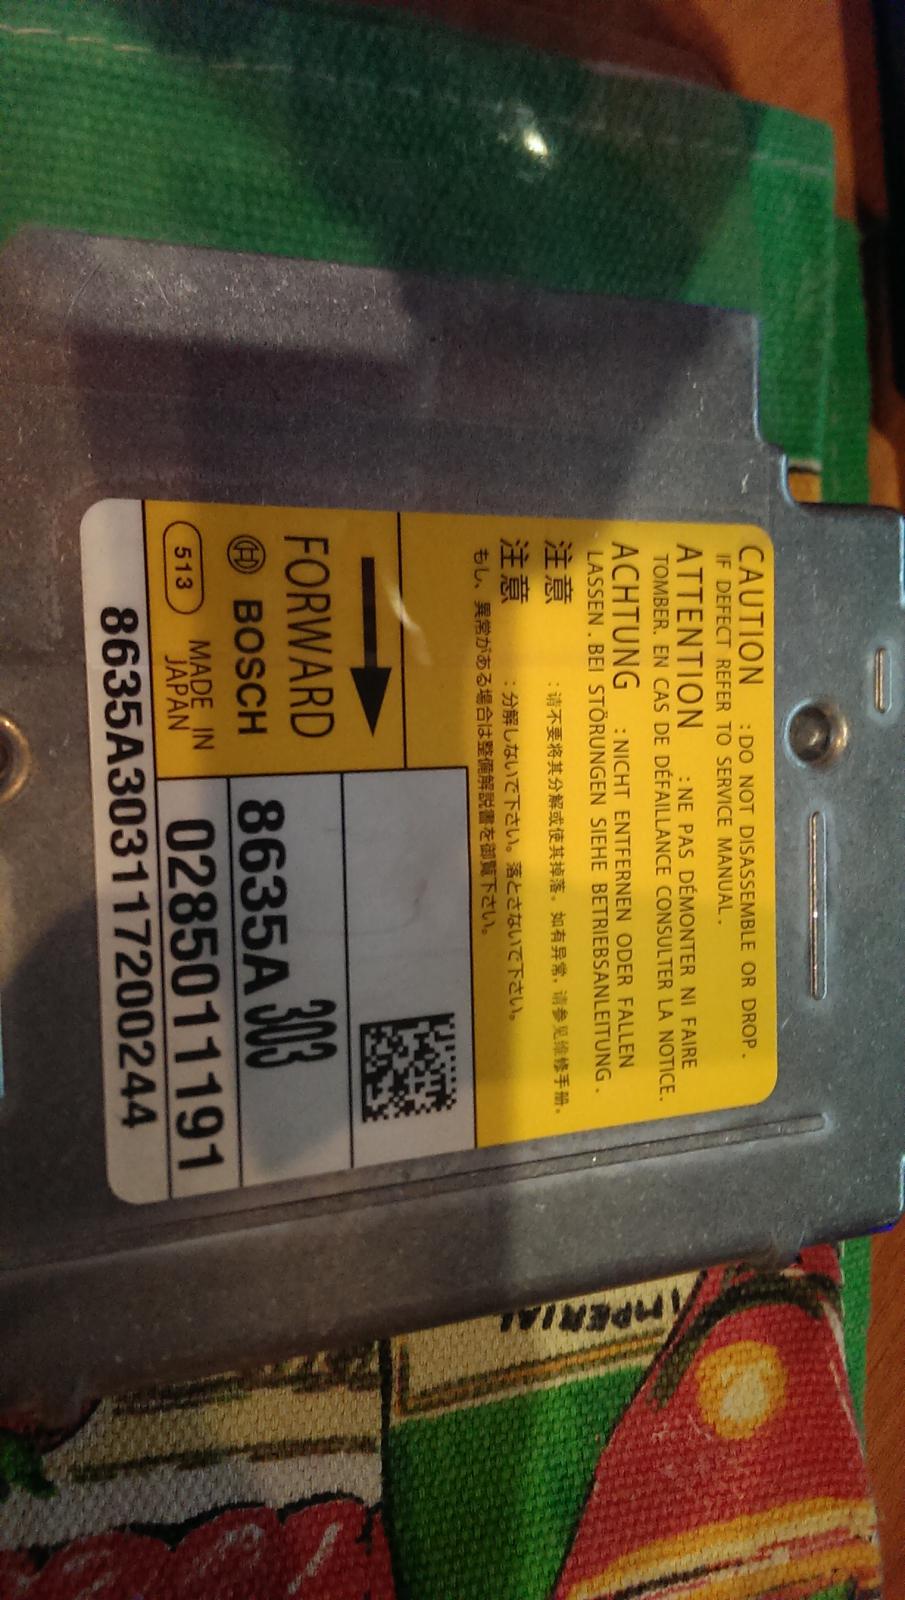 CAUTION : DO NOT DISASSEMBLE OR DROP.
IF DEFECT REFER TO SERVICE MANUAL.
ATTENTION : NE PAS DÉMONTER NI FAIRE
TOMBER. EN CAS DE DÉFAILLANCE CONSULTER LA NOTICE.
ACHTUNG : NICHT ENTFERNEN ODER FALLEN
LASSEN. BEI STÖRUNGEN SIEHE BETRIEBSANLEITUNG.
注意 : 请不要将其分解或使其掉落。如有异常，请参见维修手册.
注意 : 分解しないで下さい。落とさないで下さい。
もし、異常がある場合は整備解説書を御覧下さい。
FORWARD
BOSCH
513 MADE IN
JAPAN
8635A303
0285011191
8635A303117200244
IMPERIAL